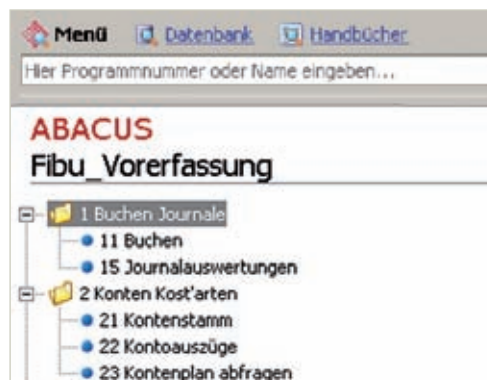 Menü Datenbank Handbücher
Hier Programmnummer oder Name eingeben...
ABACUS
Fibu_Vorerfassung
1 Buchen Journale
11 Buchen
15 Journalauswertungen
2 Konten Kost'arten
21 Kontenstamm
22 Kontoauszüge
23 Kontenplan abfragen